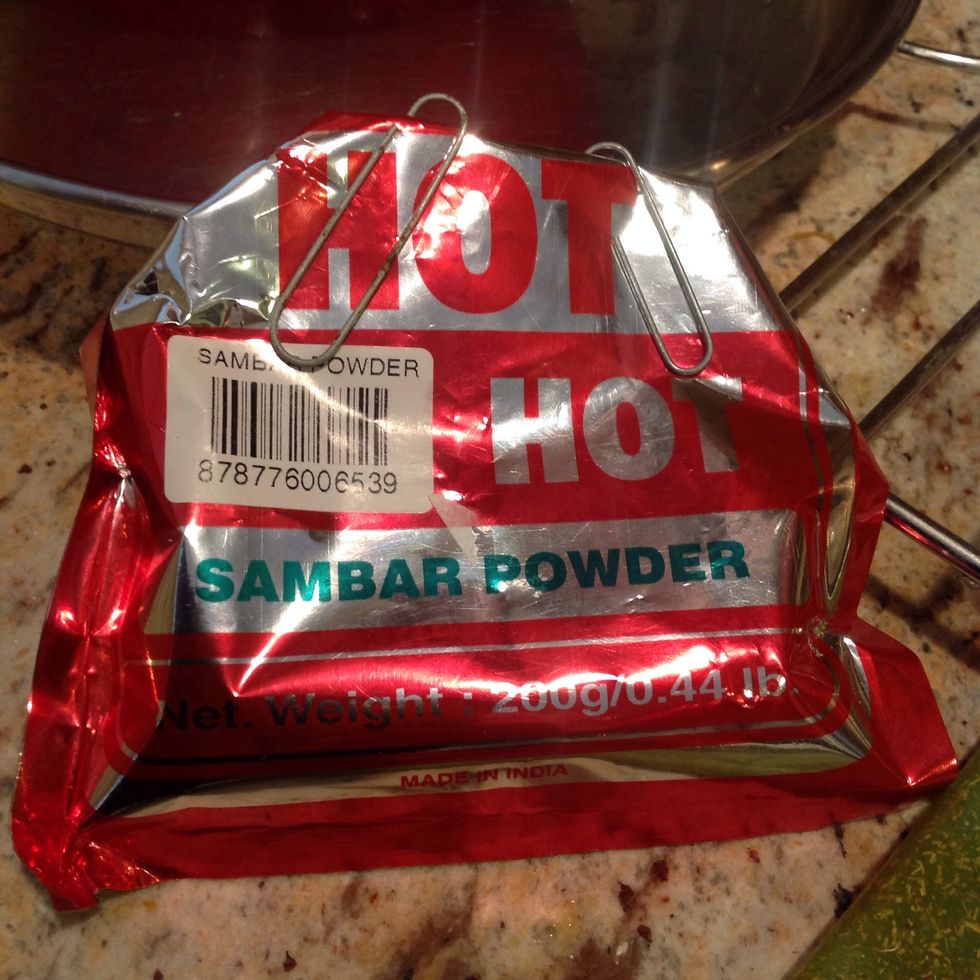 HOT
SAMBAR POWDER
878776006539
HOT
SAMBAR POWDER
Net. Weight : 200g/0.44 lb.
MADE IN INDIA